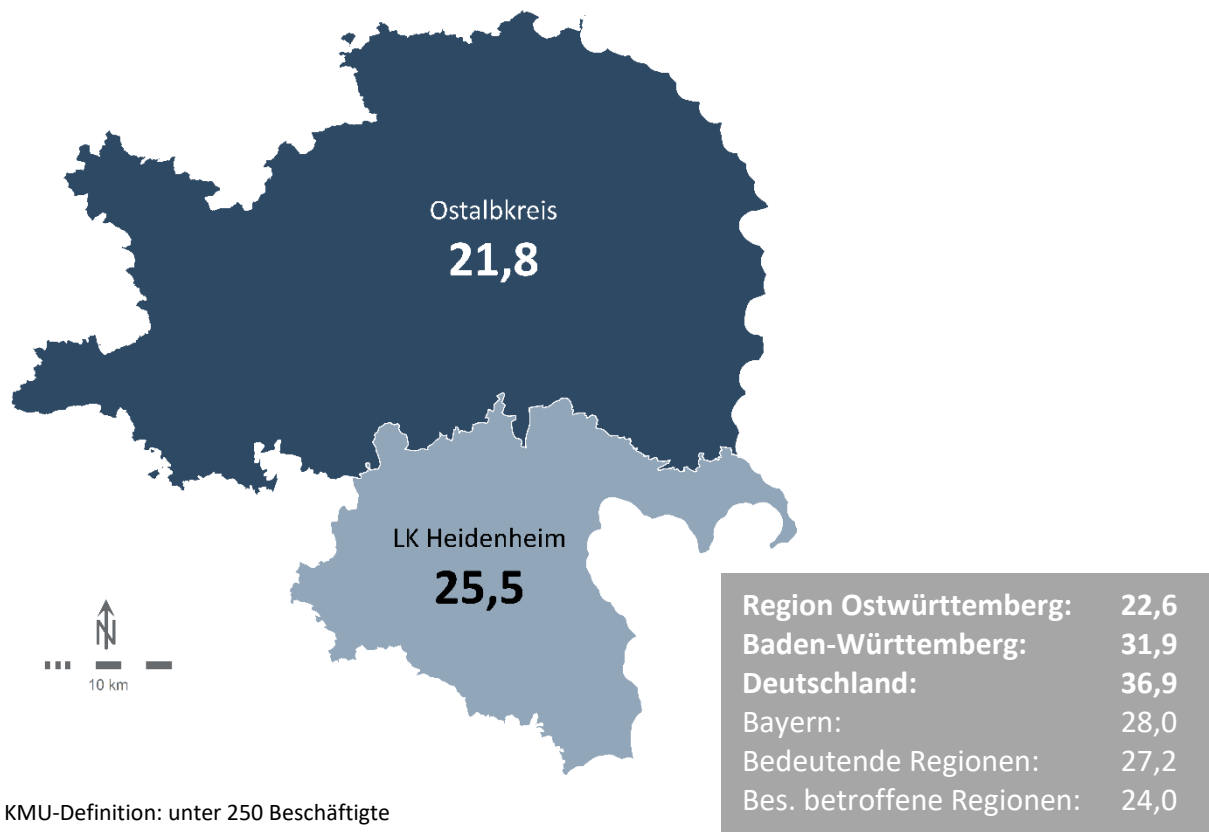 Ostalbkreis
21,8
LK Heidenheim
25,5
N
10 km
Region Ostwürttemberg: 22,6
Baden-Württemberg: 31,9
Deutschland: 36,9
Bayern: 28,0
Bedeutende Regionen: 27,2
Bes. betroffene Regionen: 24,0
KMU-Definition: unter 250 Beschäftigte